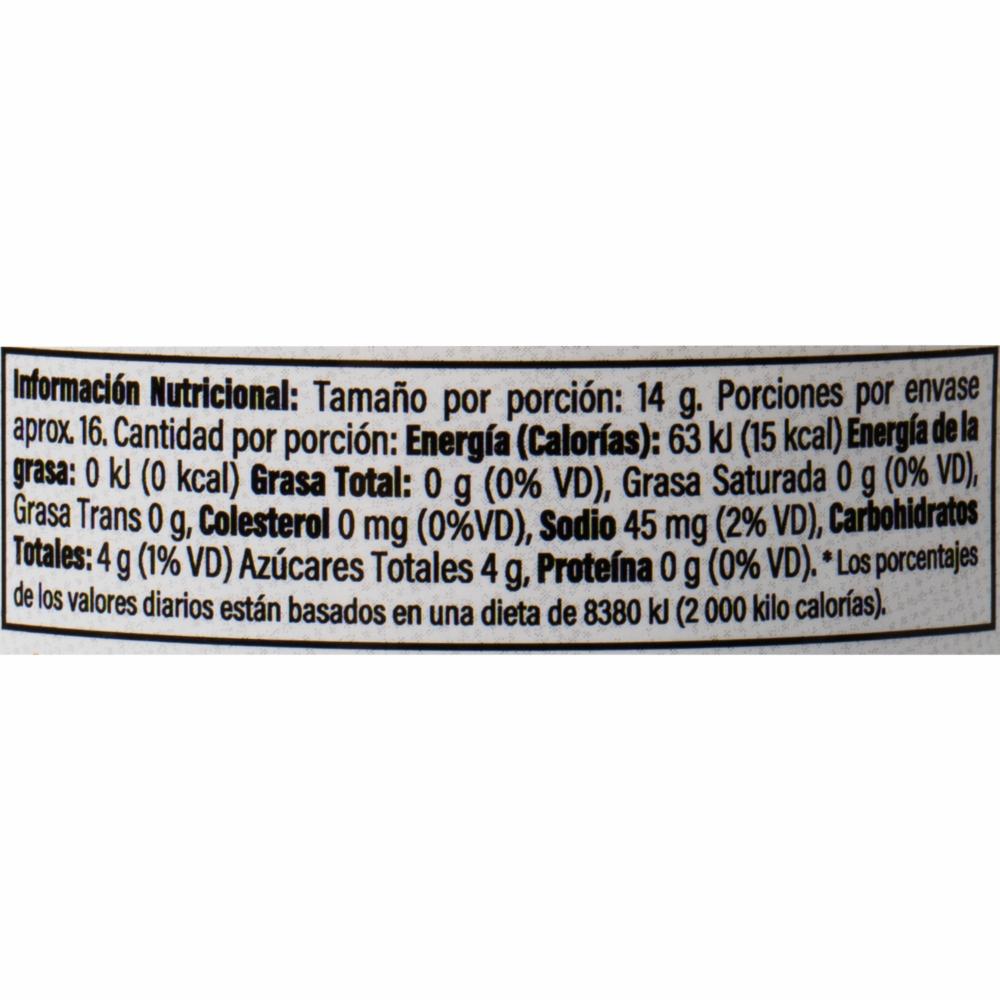 Información Nutricional: Tamaño por porción: 14 g. Porciones por envase
aprox. 16. Cantidad por porción: Energía (Calorías): 63 kJ (15 kcal) Energía de la
grasa: 0 kJ (0 kcal) Grasa Total: 0 g (0% VD), Grasa Saturada 0 g (0% VD),
Grasa Trans 0 g, Colesterol 0 mg (0%VD), Sodio 45 mg (2% VD), Carbohidratos
Totales: 4 g (1% VD) Azúcares Totales 4 g, Proteína 0 g (0% VD). * Los porcentajes
de los valores diarios están basados en una dieta de 8380 kJ (2 000 kilo calorías).